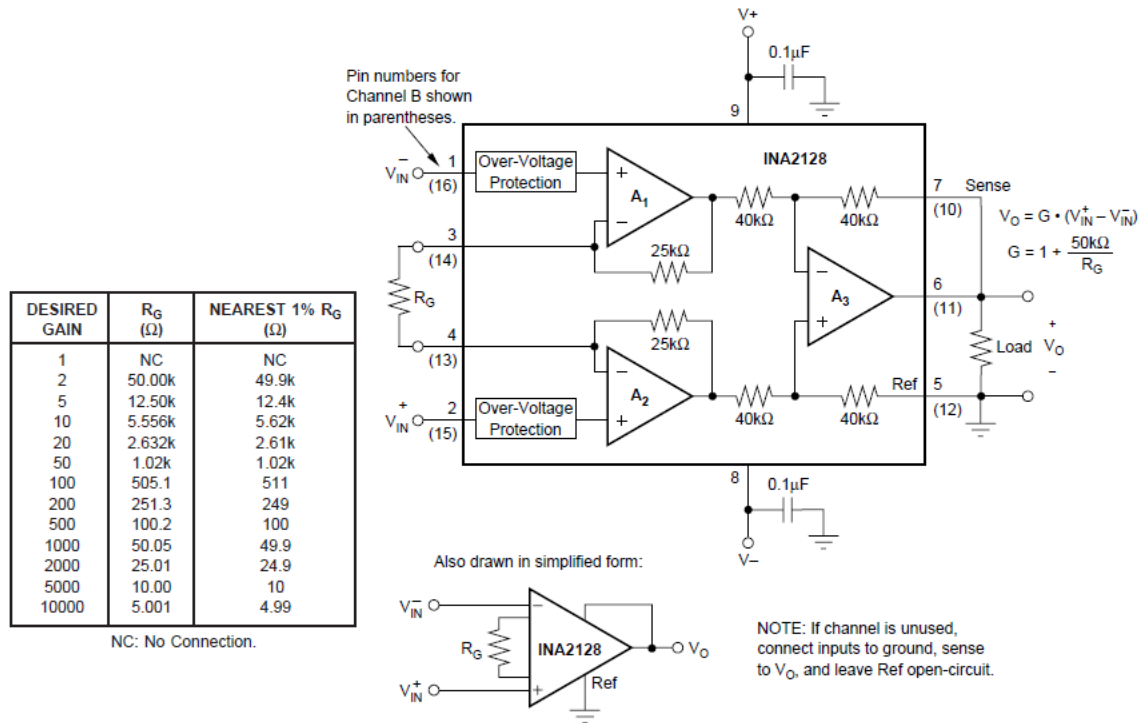 V+
0.1µF
Pin numbers for
Channel B shown
in parentheses.
9
INA2128
V⁻IN
1
(16)
Over-Voltage
Protection
+
A1
−
40kΩ
40kΩ
7
(10)
Sense
VO = G • (V⁺IN – V⁻IN)
G = 1 + 50kΩ
RG
3
(14)
25kΩ
RG
−
A3
+
6
(11)
4
(13)
25kΩ
Load
+
VO
−
V⁺IN
2
(15)
Over-Voltage
Protection
−
A2
+
40kΩ
40kΩ
Ref
5
(12)
8
0.1µF
V–
DESIRED GAIN RG (Ω) NEAREST 1% RG (Ω)
1 NC NC
2 50.00k 49.9k
5 12.50k 12.4k
10 5.556k 5.62k
20 2.632k 2.61k
50 1.02k 1.02k
100 505.1 511
200 251.3 249
500 100.2 100
1000 50.05 49.9
2000 25.01 24.9
5000 10.00 10
10000 5.001 4.99
NC: No Connection.
Also drawn in simplified form:
V⁻IN
−
RG
INA2128
VO
V⁺IN
+
Ref
NOTE: If channel is unused,
connect inputs to ground, sense
to VO, and leave Ref open-circuit.